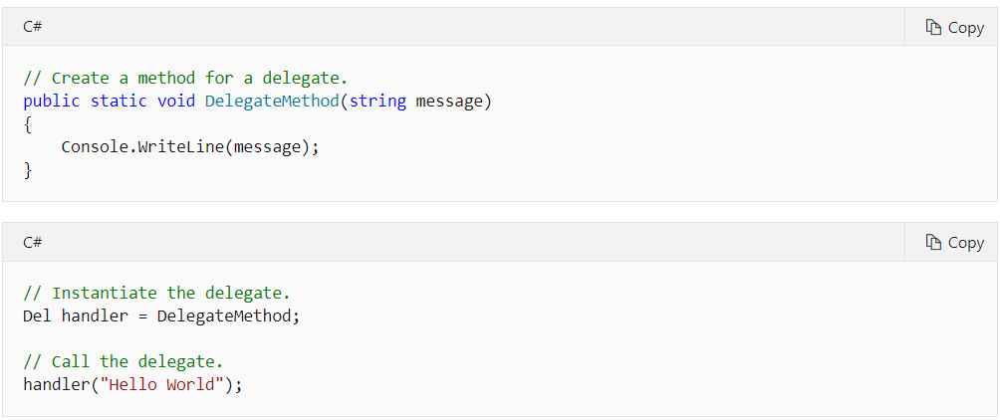 C#
Copy
// Create a method for a delegate.
public static void DelegateMethod(string message)
{
    Console.WriteLine(message);
}
C#
Copy
// Instantiate the delegate.
Del handler = DelegateMethod;
// Call the delegate.
handler("Hello World");